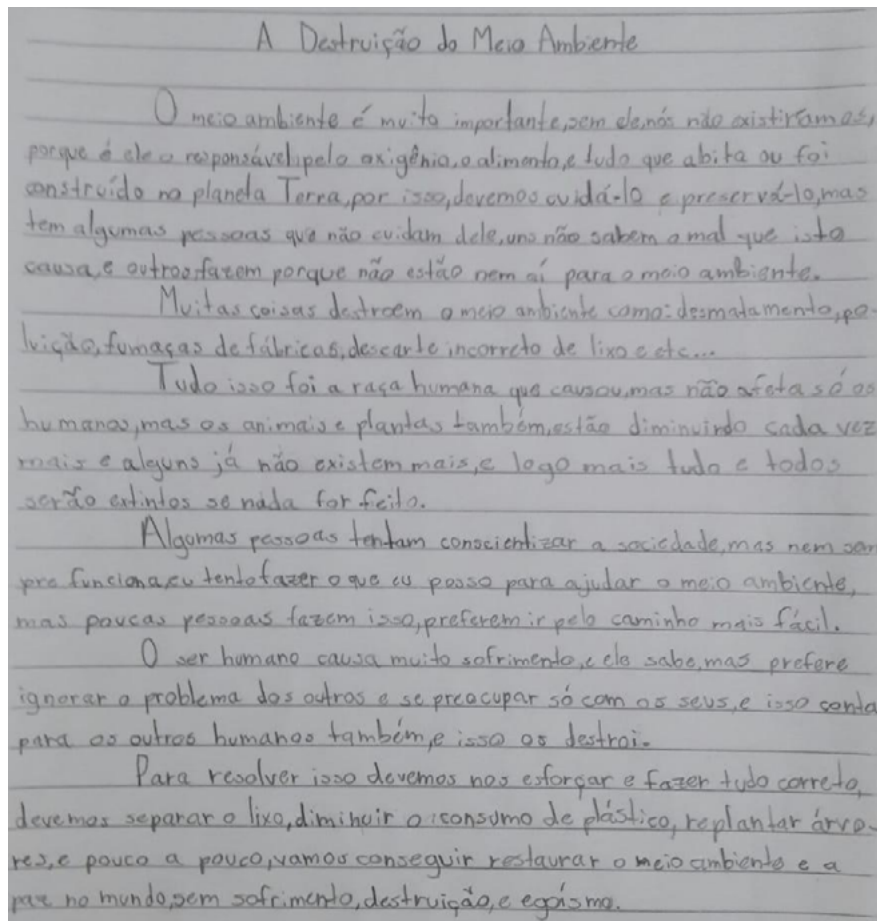 A Destruição do Meio Ambiente
O meio ambiente é muito importante, sem ele, nós não existiríamos,
porque é ele o responsável pelo oxigênio, o alimento, e tudo que abita ou foi
construído no planeta Terra, por isso, devemos cuidá-lo e preservá-lo, mas
tem algumas pessoas que não cuidam dele, uns não sabem o mal que isto
causa, e outros fazem porque não estão nem aí para o meio ambiente.
Muitas coisas destroem o meio ambiente como: desmatamento, po-
luição, fumaças de fábricas, descarte incorreto de lixo e etc...
Tudo isso foi a raça humana que causou, mas não afeta só os
humanos, mas os animais e plantas também, estão diminuindo cada vez
mais e alguns já não existem mais, e logo mais tudo e todos
serão extintos se nada for feito.
Algumas pessoas tentam conscientizar a sociedade, mas nem sem
pre funciona, eu tento fazer o que eu posso para ajudar o meio ambiente,
mas poucas pessoas fazem isso, preferem ir pelo caminho mais fácil.
O ser humano causa muito sofrimento, e ele sabe, mas prefere
ignorar o problema dos outros e se preocupar só com os seus, e isso conta
para os outros humanos também, e isso os destroi.
Para resolver isso devemos nos esforçar e fazer tudo correto,
devemos separar o lixo, diminuir o consumo de plástico, replantar árvo-
res, e pouco a pouco, vamos conseguir restaurar o meio ambiente e a
paz no mundo, sem sofrimento, destruição, e egoísmo.